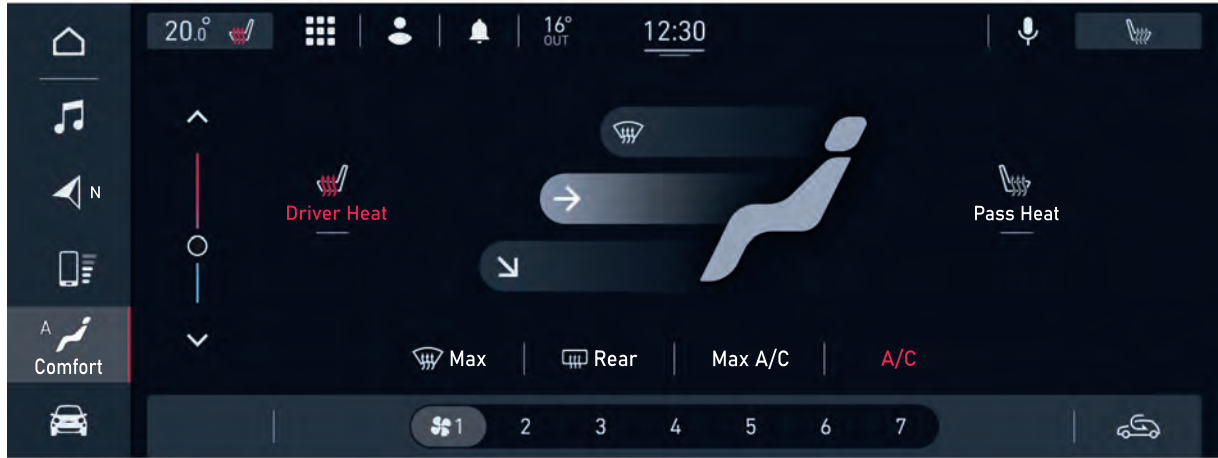 20.0°
16°
OUT
12:30
N
Driver Heat
Pass Heat
A
Comfort
Max
Rear
Max A/C
A/C
1 2 3 4 5 6 7